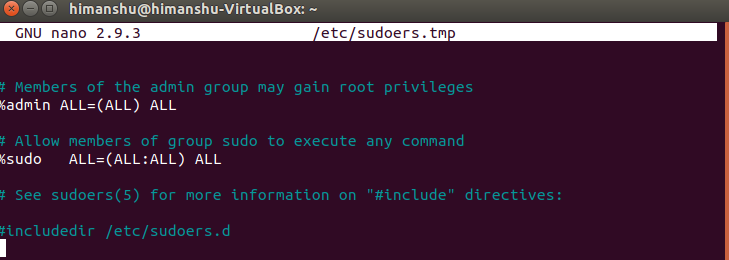 himanshu@himanshu-VirtualBox: ~
GNU nano 2.9.3 /etc/sudoers.tmp
# Members of the admin group may gain root privileges
%admin ALL=(ALL) ALL
# Allow members of group sudo to execute any command
%sudo   ALL=(ALL:ALL) ALL
# See sudoers(5) for more information on "#include" directives:
#includedir /etc/sudoers.d